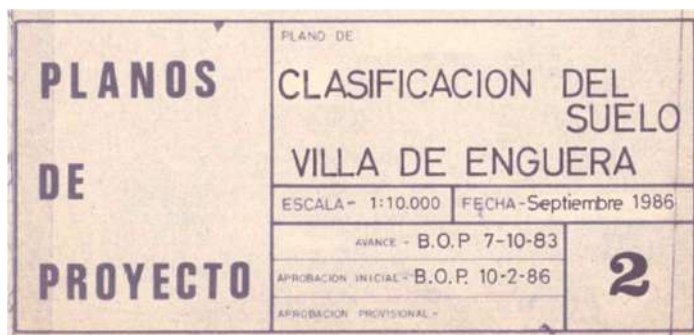 PLANOS
DE
PROYECTO
PLANO DE
CLASIFICACION DEL
SUELO
VILLA DE ENGUERA
ESCALA- 1:10.000
FECHA-Septiembre 1986
AVANCE - B.O.P 7-10-83
APROBACION INICIAL- B.O.P. 10-2-86
APROBACION PROVISIONAL-
2